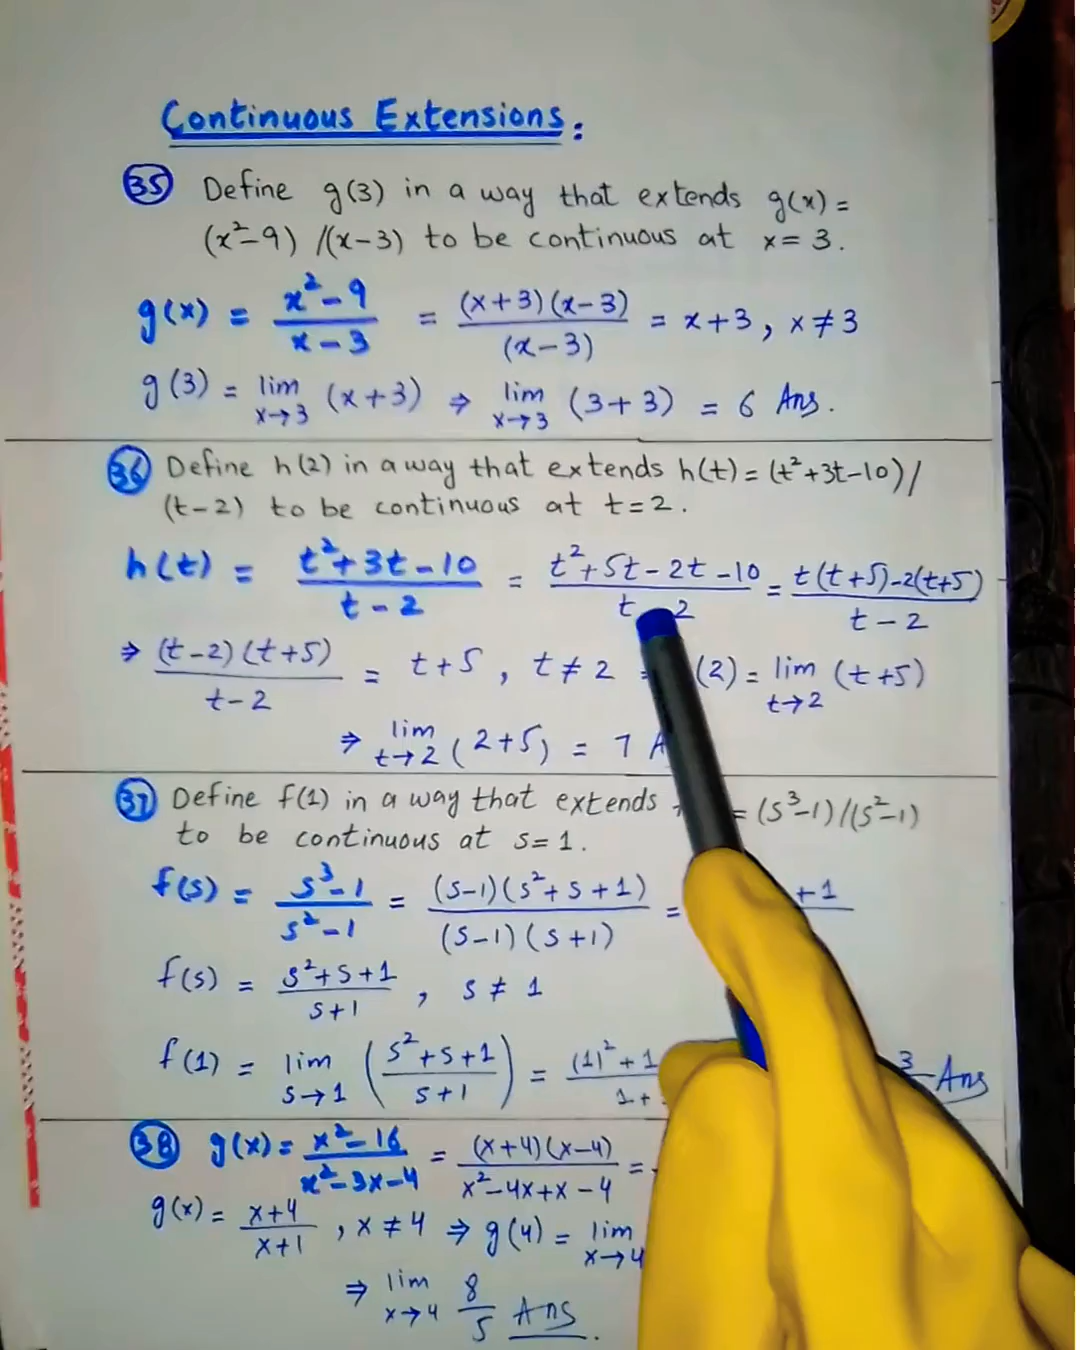 Continuous Extensions:
35 Define g(3) in a way that extends g(x) =
(x²-9) /(x-3) to be continuous at x= 3.
g(x) = x²-9 / x-3 = (x+3)(x-3) / (x-3) = x+3, x≠3
g(3) = lim x→3 (x+3) ⇒ lim x→3 (3+3) = 6 Ans.
36 Define h(2) in a way that extends h(t) = (t²+3t-10)/
(t-2) to be continuous at t=2.
h(t) = t²+3t-10 / t-2 = t²+5t-2t-10 / t 2 = t(t+5)-2(t+5) / t-2
⇒ (t-2)(t+5) / t-2 = t+5, t≠2 (2) = lim t→2 (t+5)
⇒ lim t→2 (2+5) = 7 A
37 Define f(1) in a way that extends = (s³-1)/(s²-1)
to be continuous at s=1.
f(s) = s³-1 / s²-1 = (s-1)(s²+s+1) / (s-1)(s+1) = +1
f(s) = s²+s+1 / s+1 , s≠1
f(1) = lim s→1 (s²+s+1 / s+1) = (1)²+1 / 1+ 3 Ans
38 g(x) = x²-16 / x²-3x-4 = (x+4)(x-4) / x²-4x+x-4 =
g(x) = x+4 / x+1 , x≠4 ⇒ g(4) = lim x→4
⇒ lim x→4 8/5 Ans.